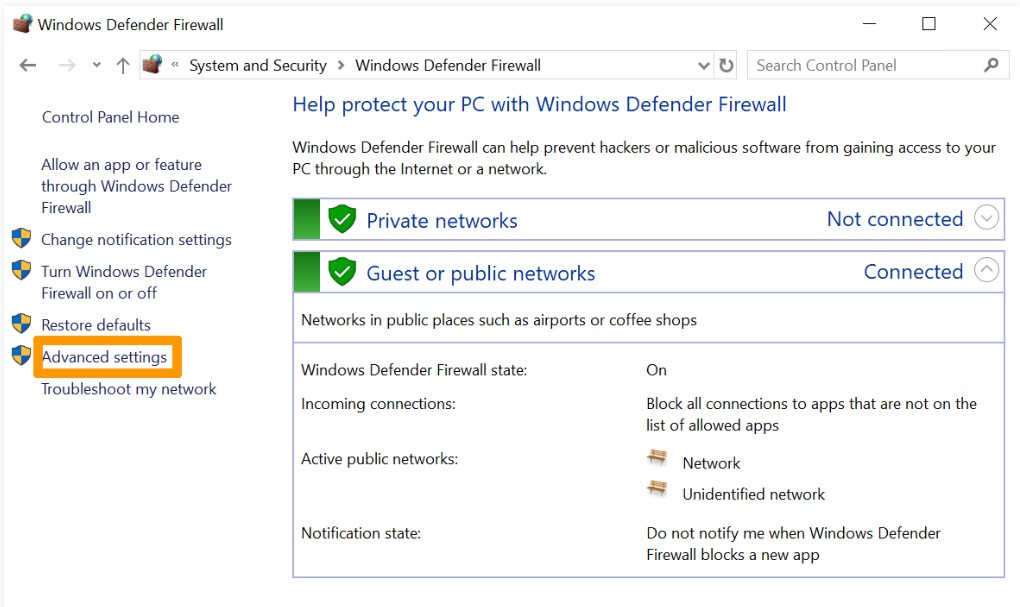 Windows Defender Firewall
« System and Security > Windows Defender Firewall
Search Control Panel
Control Panel Home
Allow an app or feature
through Windows Defender
Firewall
Change notification settings
Turn Windows Defender
Firewall on or off
Restore defaults
Advanced settings
Troubleshoot my network
Help protect your PC with Windows Defender Firewall
Windows Defender Firewall can help prevent hackers or malicious software from gaining access to your
PC through the Internet or a network.
Private networks Not connected
Guest or public networks Connected
Networks in public places such as airports or coffee shops
Windows Defender Firewall state: On
Incoming connections: Block all connections to apps that are not on the
list of allowed apps
Active public networks: Network
Unidentified network
Notification state: Do not notify me when Windows Defender
Firewall blocks a new app